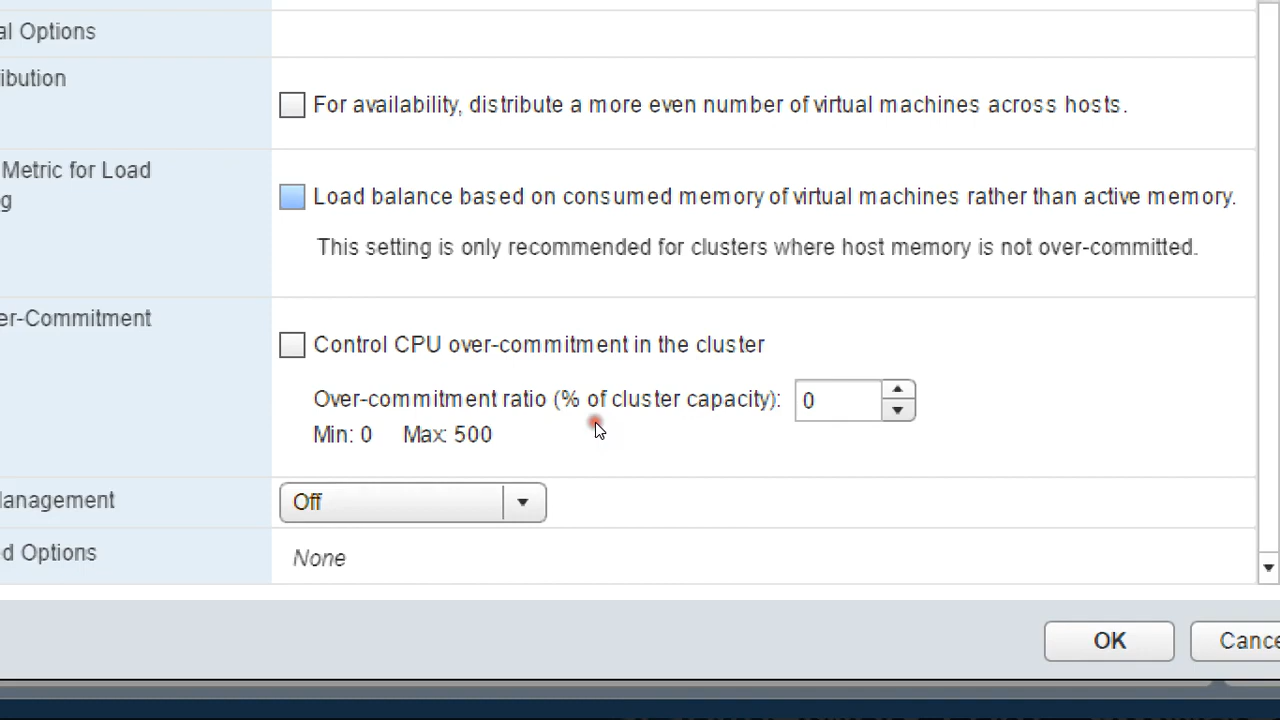 al Options
ibution
For availability, distribute a more even number of virtual machines across hosts.
Metric for Load
g
Load balance based on consumed memory of virtual machines rather than active memory.
This setting is only recommended for clusters where host memory is not over-committed.
er-Commitment
Control CPU over-commitment in the cluster
Over-commitment ratio (% of cluster capacity): 0
Min: 0 Max: 500
anagement
Off
d Options
None
OK
Cance